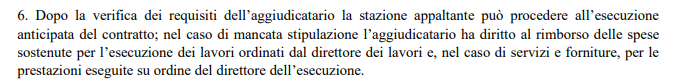 6. Dopo la verifica dei requisiti dell’aggiudicatario la stazione appaltante può procedere all’esecuzione
anticipata del contratto; nel caso di mancata stipulazione l’aggiudicatario ha diritto al rimborso delle spese
sostenute per l’esecuzione dei lavori ordinati dal direttore dei lavori e, nel caso di servizi e forniture, per le
prestazioni eseguite su ordine del direttore dell’esecuzione.